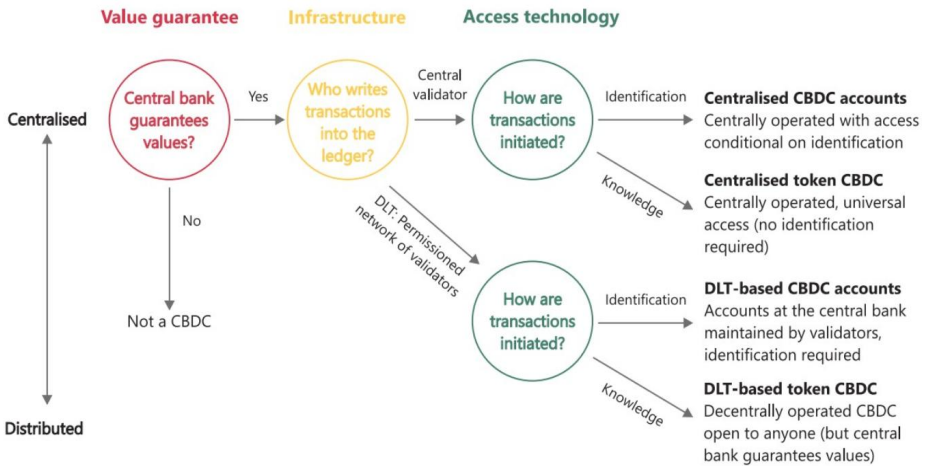 Value guarantee
Infrastructure
Access technology
Centralised
Distributed
Central bank
guarantees
values?
Yes
No
Not a CBDC
Who writes
transactions
into the
ledger?
Central
validator
DLT: Permissioned
network of validators
How are
transactions
initiated?
Identification
Knowledge
Centralised CBDC accounts
Centrally operated with access
conditional on identification
Centralised token CBDC
Centrally operated, universal
access (no identification
required)
How are
transactions
initiated?
Identification
Knowledge
DLT-based CBDC accounts
Accounts at the central bank
maintained by validators,
identification required
DLT-based token CBDC
Decentrally operated CBDC
open to anyone (but central
bank guarantees values)